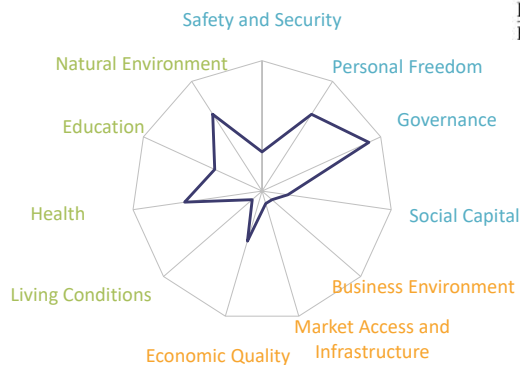 Safety and Security
Natural Environment
Personal Freedom
Education
Governance
Health
Social Capital
Living Conditions
Business Environment
Market Access and
Infrastructure
Economic Quality